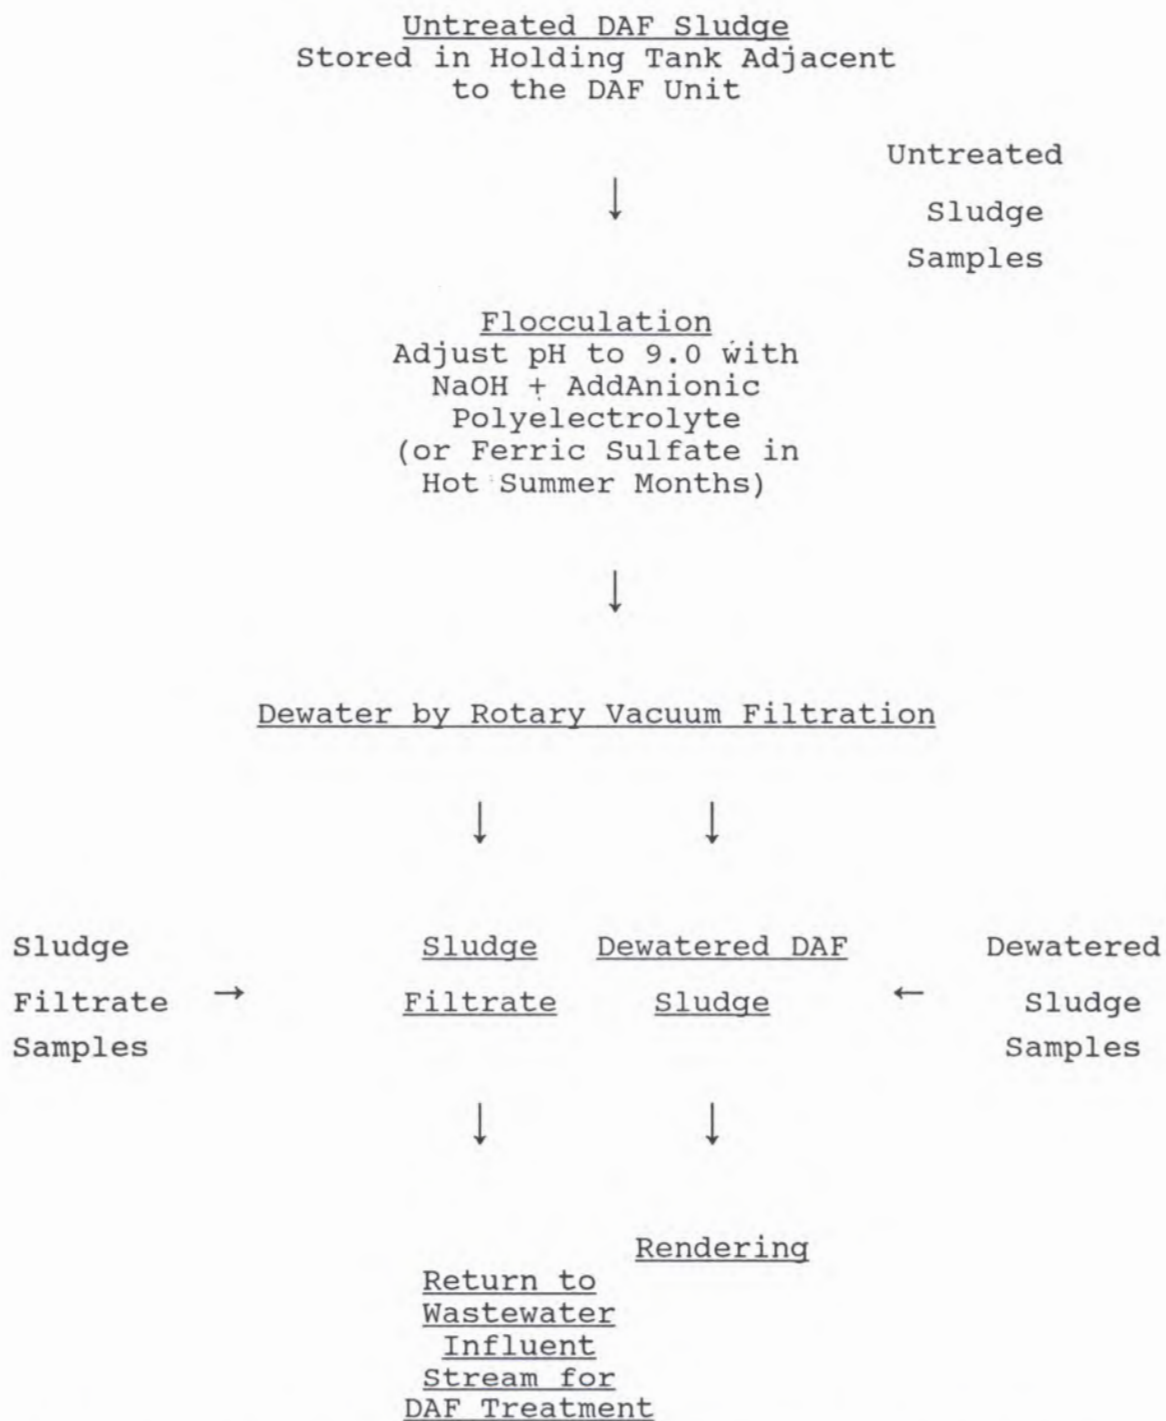 Untreated DAF Sludge
Stored in Holding Tank Adjacent
to the DAF Unit
Untreated
↓
Sludge
Samples
Flocculation
Adjust pH to 9.0 with
NaOH + AddAnionic
Polyelectrolyte
(or Ferric Sulfate in
Hot Summer Months)
↓
Dewater by Rotary Vacuum Filtration
↓ ↓
Sludge Sludge Dewatered DAF Dewatered
Filtrate → Filtrate Sludge ← Sludge
Samples Samples
↓ ↓
Rendering
Return to
Wastewater
Influent
Stream for
DAF Treatment